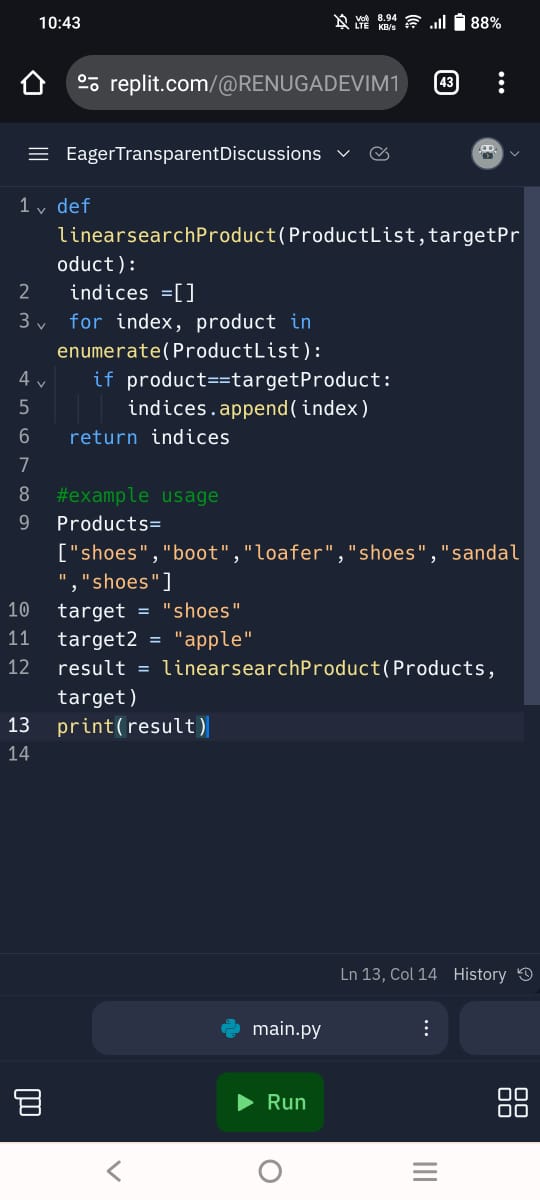 10:43
Vo)
LTE
8.94
KB/s
88%
replit.com/@RENUGADEVIM1
43
EagerTransparentDiscussions
1 def
linearsearchProduct(ProductList,targetPr
oduct):
2 indices =[]
3 for index, product in
enumerate(ProductList):
4 if product==targetProduct:
5 indices.append(index)
6 return indices
7
8 #example usage
9 Products=
["shoes","boot","loafer","shoes","sandal
","shoes"]
10 target = "shoes"
11 target2 = "apple"
12 result = linearsearchProduct(Products,
target)
13 print(result)
14
Ln 13, Col 14 History
main.py
Run